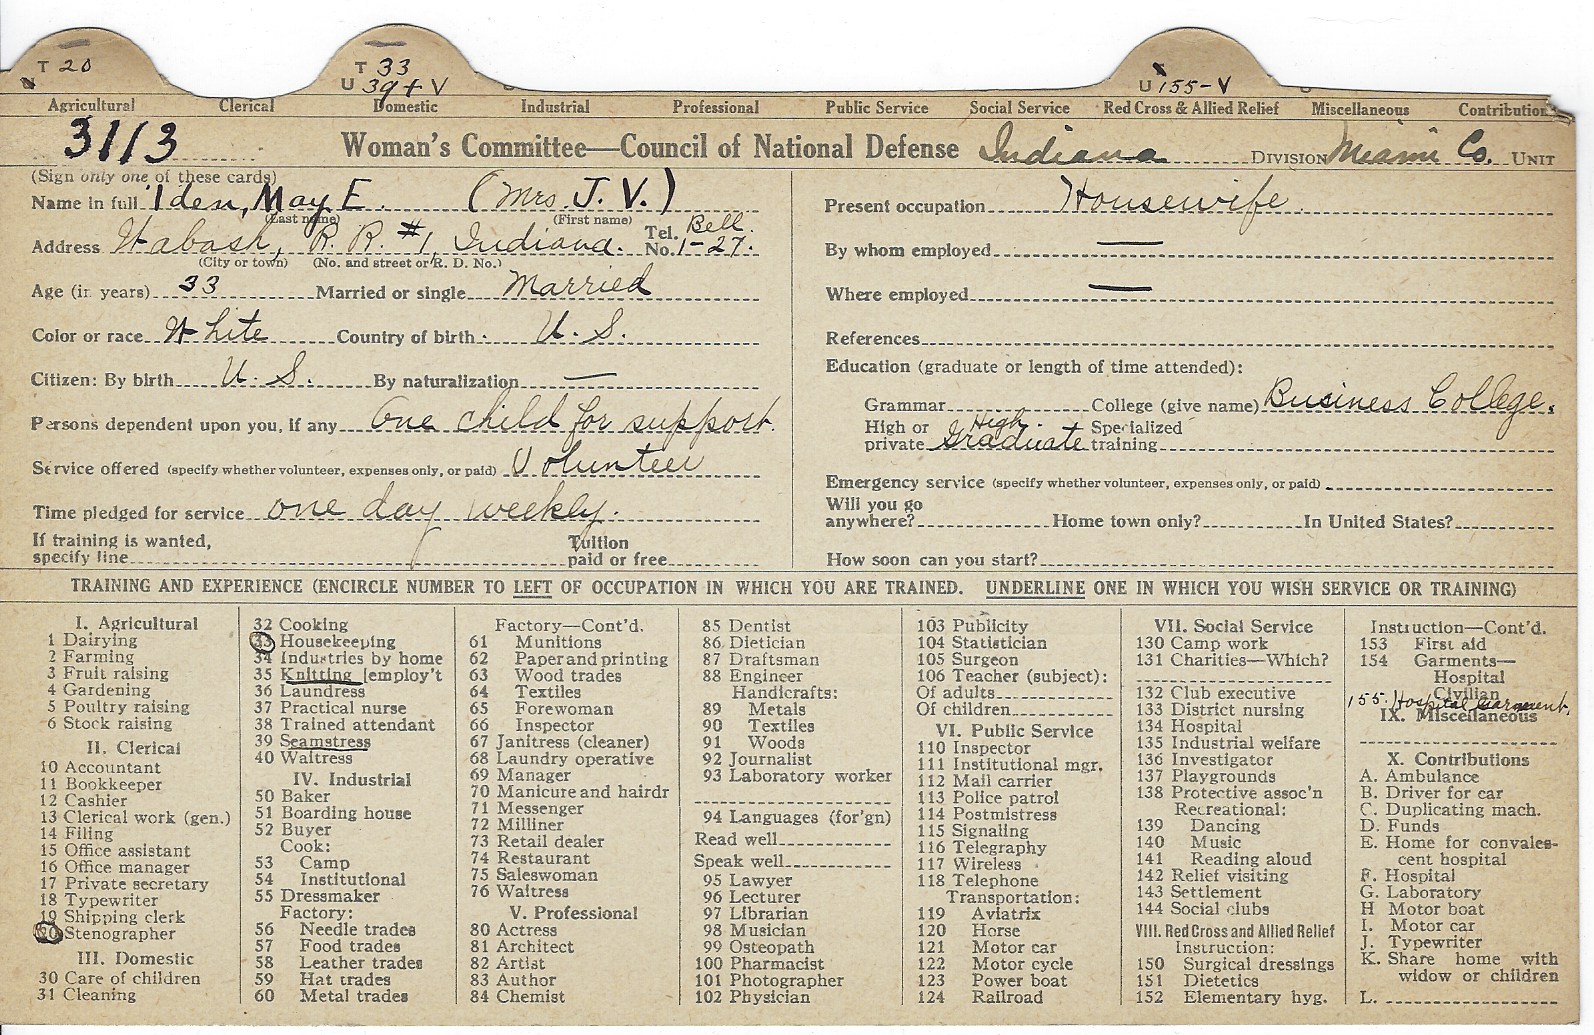 T 20
T 33
U 39 + V
U 155 - V
Agricultural Clerical Domestic Industrial Professional Public Service Social Service Red Cross & Allied Relief Miscellaneous Contributions
3113
Woman's Committee—Council of National Defense Indiana DIVISION Miami Co. UNIT
(Sign only one of these cards)
Name in full Iden, May E. (Mrs. J. V.)
(Last name) (First name)
Address Wabash, R. R. #1, Indiana. Tel. No. Bell 1-27.
(City or town) (No. and street or R. D. No.)
Age (in years) 33 Married or single Married
Color or race White Country of birth U. S.
Citizen: By birth U. S. By naturalization —
Persons dependent upon you, if any One child for support.
Service offered (specify whether volunteer, expenses only, or paid) Volunteer
Time pledged for service one day weekly.
If training is wanted, specify line Tuition paid or free
Present occupation Housewife.
By whom employed —
Where employed —
References
Education (graduate or length of time attended):
Grammar College (give name) Business College.
High or private High Graduate Specialized training
Emergency service (specify whether volunteer, expenses only, or paid)
Will you go anywhere? Home town only? In United States?
How soon can you start?
TRAINING AND EXPERIENCE (ENCIRCLE NUMBER TO LEFT OF OCCUPATION IN WHICH YOU ARE TRAINED. UNDERLINE ONE IN WHICH YOU WISH SERVICE OR TRAINING)
I. Agricultural
1 Dairying
2 Farming
3 Fruit raising
4 Gardening
5 Poultry raising
6 Stock raising
II. Clerical
10 Accountant
11 Bookkeeper
12 Cashier
13 Clerical work (gen.)
14 Filing
15 Office assistant
16 Office manager
17 Private secretary
18 Typewriter
19 Shipping clerk
20 Stenographer
III. Domestic
30 Care of children
31 Cleaning
32 Cooking
33 Housekeeping
34 Industries by home
35 Knitting [employ't
36 Laundress
37 Practical nurse
38 Trained attendant
39 Seamstress
40 Waitress
IV. Industrial
50 Baker
51 Boarding house
52 Buyer
Cook:
53 Camp
54 Institutional
55 Dressmaker
Factory:
56 Needle trades
57 Food trades
58 Leather trades
59 Hat trades
60 Metal trades
Factory—Cont'd.
61 Munitions
62 Paper and printing
63 Wood trades
64 Textiles
65 Forewoman
66 Inspector
67 Janitress (cleaner)
68 Laundry operative
69 Manager
70 Manicure and hairdr
71 Messenger
72 Milliner
73 Retail dealer
74 Restaurant
75 Saleswoman
76 Waitress
V. Professional
80 Actress
81 Architect
82 Artist
83 Author
84 Chemist
85 Dentist
86 Dietician
87 Draftsman
88 Engineer
Handicrafts:
89 Metals
90 Textiles
91 Woods
92 Journalist
93 Laboratory worker
94 Languages (for'gn)
Read well
Speak well
95 Lawyer
96 Lecturer
97 Librarian
98 Musician
99 Osteopath
100 Pharmacist
101 Photographer
102 Physician
103 Publicity
104 Statistician
105 Surgeon
106 Teacher (subject):
Of adults
Of children
VI. Public Service
110 Inspector
111 Institutional mgr.
112 Mail carrier
113 Police patrol
114 Postmistress
115 Signaling
116 Telegraphy
117 Wireless
118 Telephone
Transportation:
119 Aviatrix
120 Horse
121 Motor car
122 Motor cycle
123 Power boat
124 Railroad
VII. Social Service
130 Camp work
131 Charities—Which?
132 Club executive
133 District nursing
134 Hospital
135 Industrial welfare
136 Investigator
137 Playgrounds
138 Protective assoc'n
Recreational:
139 Dancing
140 Music
141 Reading aloud
142 Relief visiting
143 Settlement
144 Social clubs
VIII. Red Cross and Allied Relief
Instruction:
150 Surgical dressings
151 Dietetics
152 Elementary hyg.
Instruction—Cont'd.
153 First aid
154 Garments—
Hospital
Civilian
155. Hospital Garment.
IX. Miscellaneous
X. Contributions
A. Ambulance
B. Driver for car
C. Duplicating mach.
D. Funds
E. Home for convales-
cent hospital
F. Hospital
G. Laboratory
H Motor boat
I. Motor car
J. Typewriter
K. Share home with
widow or children
L.